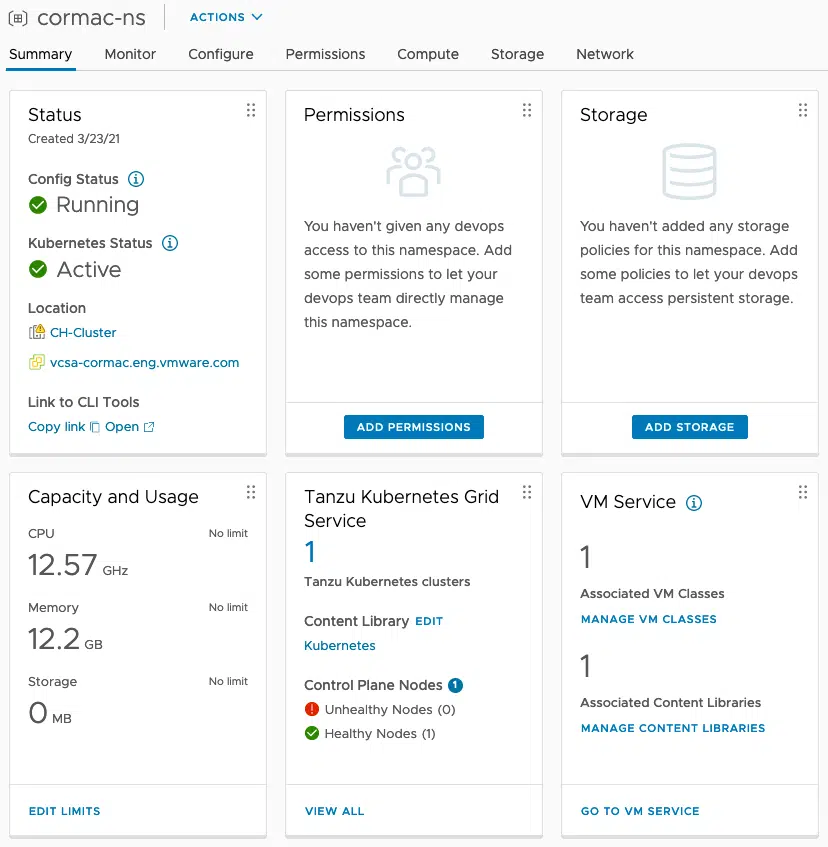 cormac-ns
ACTIONS
Summary Monitor Configure Permissions Compute Storage Network
Status
Created 3/23/21
Config Status
Running
Kubernetes Status
Active
Location
CH-Cluster
vcsa-cormac.eng.vmware.com
Link to CLI Tools
Copy link Open
Permissions
You haven't given any devops
access to this namespace. Add
some permissions to let your
devops team directly manage
this namespace.
ADD PERMISSIONS
Storage
You haven't added any storage
policies for this namespace. Add
some policies to let your devops
team access persistent storage.
ADD STORAGE
Capacity and Usage
CPU No limit
12.57 GHz
Memory No limit
12.2 GB
Storage No limit
0 MB
EDIT LIMITS
Tanzu Kubernetes Grid
Service
1
Tanzu Kubernetes clusters
Content Library EDIT
Kubernetes
Control Plane Nodes 1
Unhealthy Nodes (0)
Healthy Nodes (1)
VIEW ALL
VM Service
1
Associated VM Classes
MANAGE VM CLASSES
1
Associated Content Libraries
MANAGE CONTENT LIBRARIES
GO TO VM SERVICE